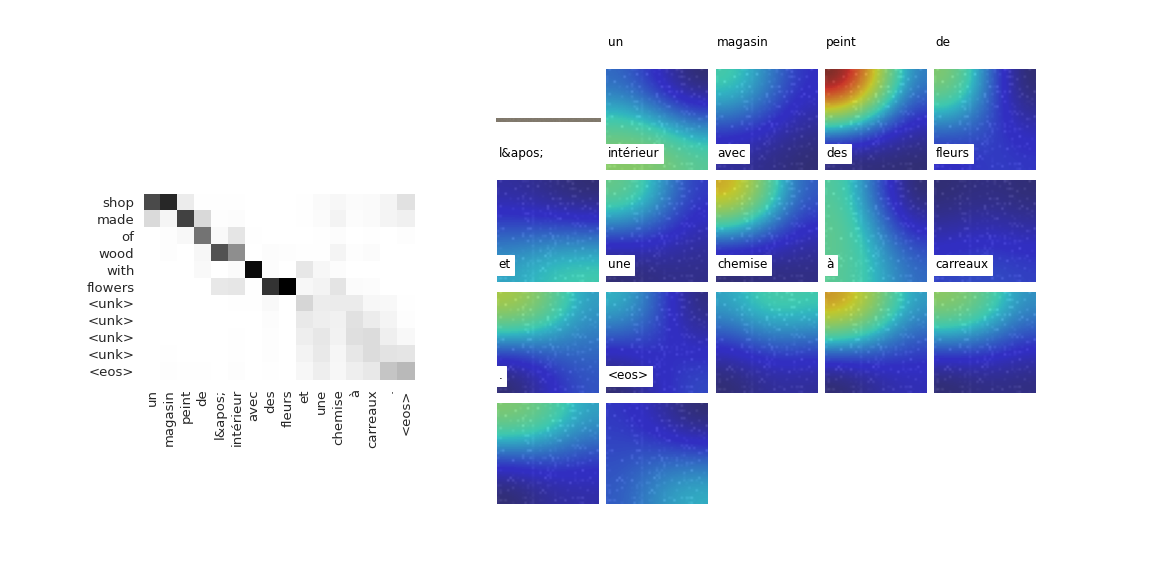 un magasin peint de
l&apos; intérieur avec des fleurs
et une chemise à carreaux
. <eos>
shop
made
of
wood
with
flowers
<unk>
<unk>
<unk>
<unk>
<eos>
un
magasin
peint
de
l&apos;
intérieur
avec
des
fleurs
et
une
chemise
à
carreaux
.
<eos>